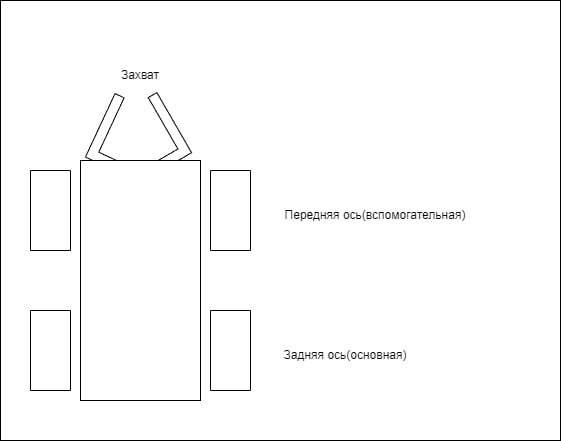 Захват
Передняя ось(вспомогательная)
Задняя ось(основная)